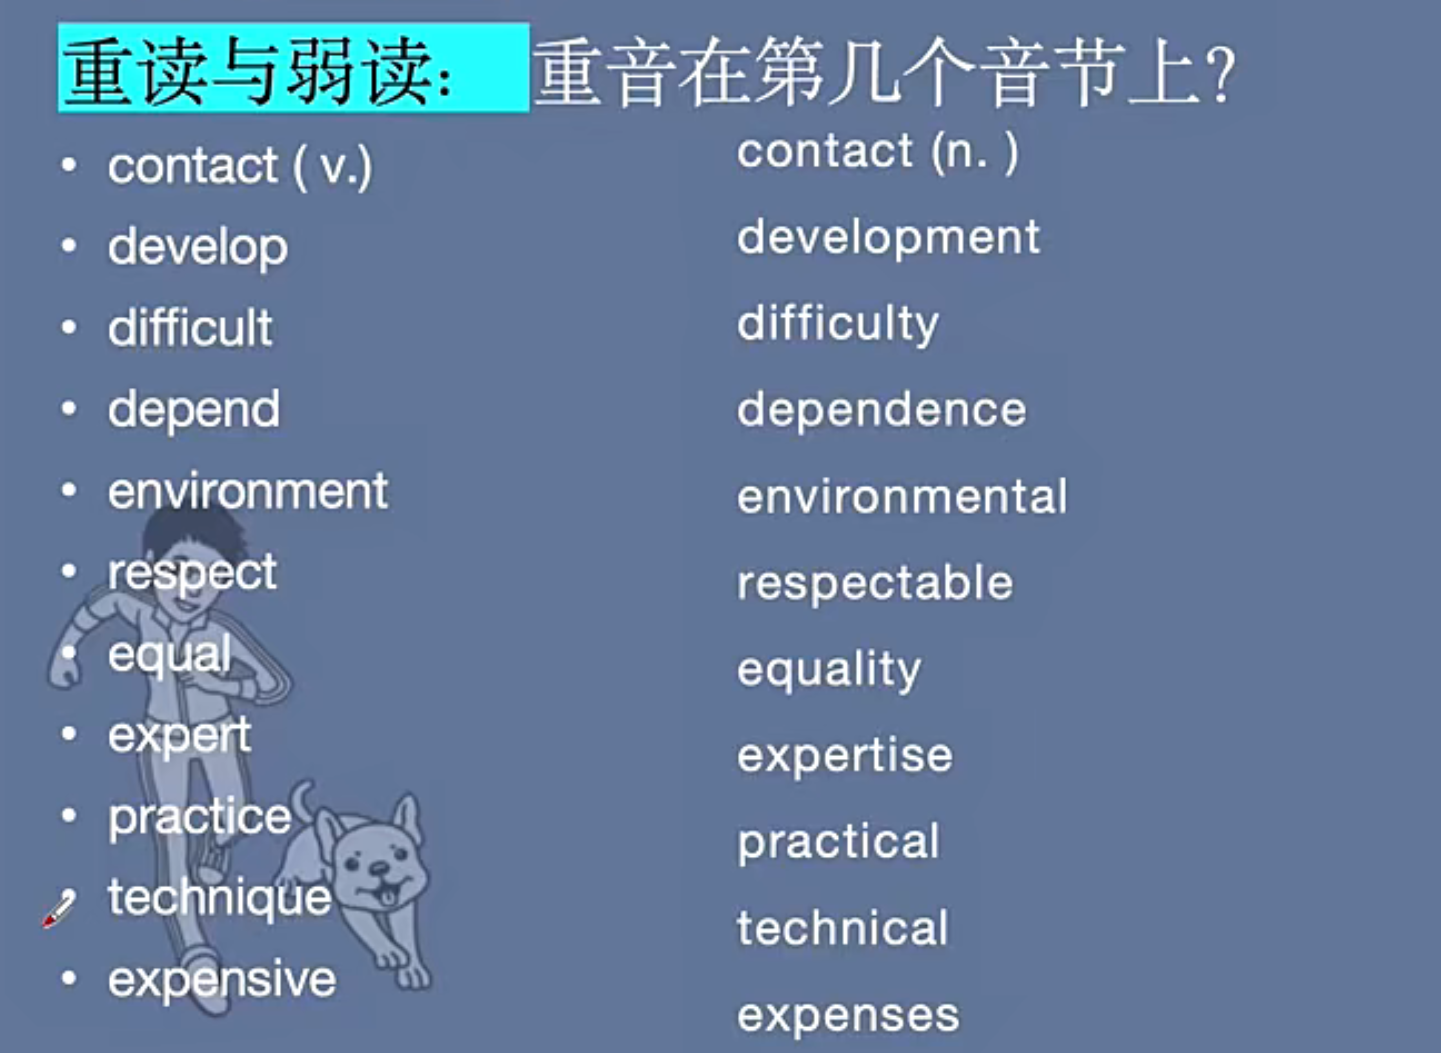 重读与弱读: 重音在第几个音节上?
• contact ( v.)
• develop
• difficult
• depend
• environment
• respect
• equal
• expert
• practice
• technique
• expensive
contact (n. )
development
difficulty
dependence
environmental
respectable
equality
expertise
practical
technical
expenses